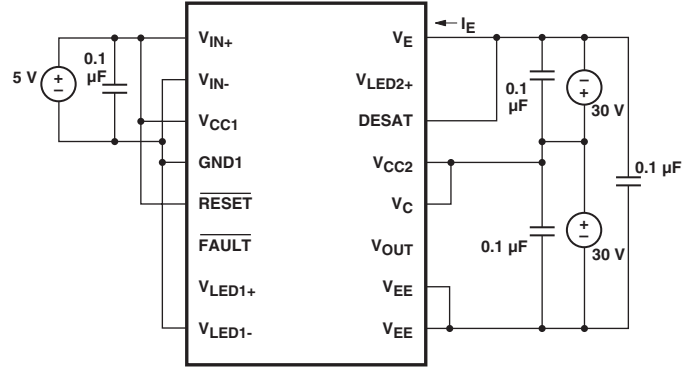 I_E
V_IN+
V_E
0.1 µF
5 V
V_IN-
V_LED2+
0.1 µF
30 V
V_CC1
DESAT
GND1
V_CC2
0.1 µF
RESET
V_C
FAULT
V_OUT
0.1 µF
30 V
V_LED1+
V_EE
V_LED1-
V_EE